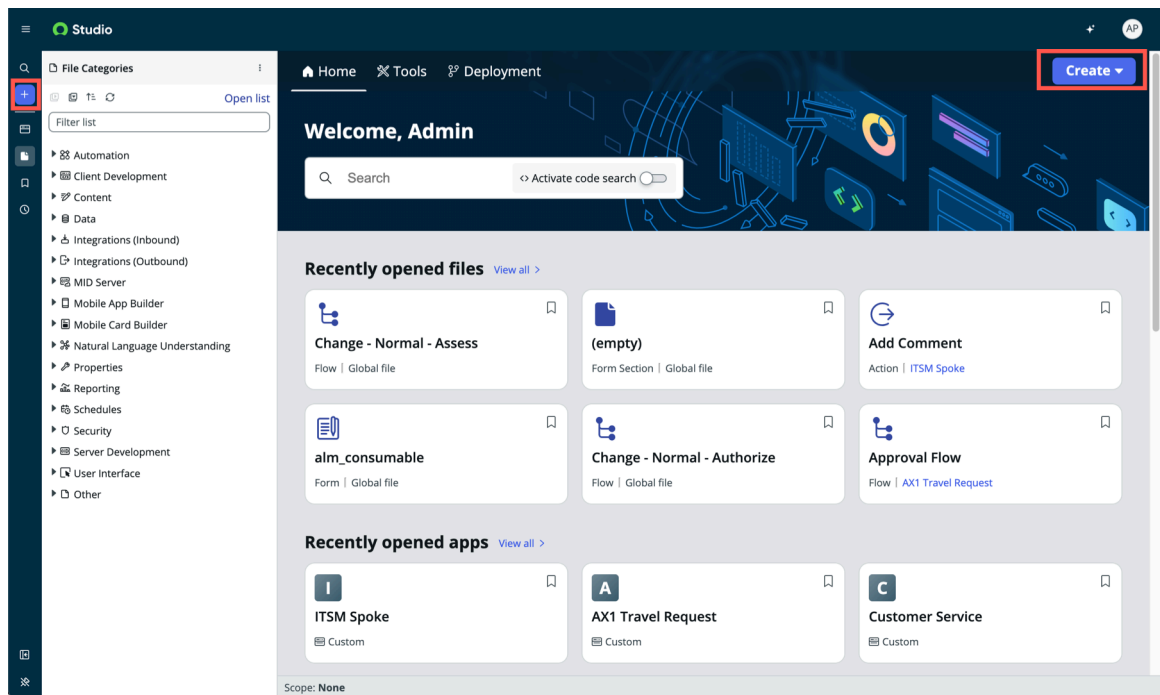 Studio
AP
File Categories
Open list
Filter list
Automation
Client Development
Content
Data
Integrations (Inbound)
Integrations (Outbound)
MID Server
Mobile App Builder
Mobile Card Builder
Natural Language Understanding
Properties
Reporting
Schedules
Security
Server Development
User Interface
Other
Home Tools Deployment
Create
Welcome, Admin
Search <> Activate code search
Recently opened files View all >
Change - Normal - Assess
Flow | Global file
(empty)
Form Section | Global file
Add Comment
Action | ITSM Spoke
alm_consumable
Form | Global file
Change - Normal - Authorize
Flow | Global file
Approval Flow
Flow | AX1 Travel Request
Recently opened apps View all >
I
ITSM Spoke
Custom
A
AX1 Travel Request
Custom
C
Customer Service
Custom
Scope: None